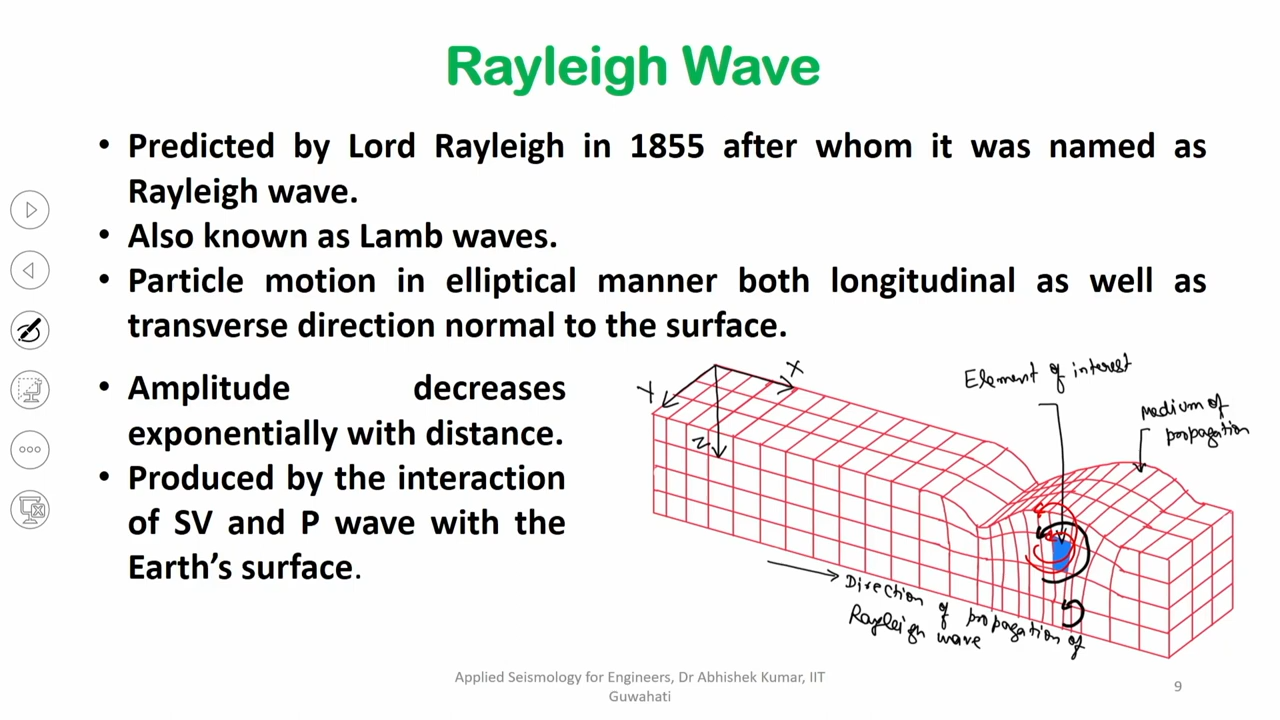 Rayleigh Wave
• Predicted by Lord Rayleigh in 1855 after whom it was named as
Rayleigh wave.
• Also known as Lamb waves.
• Particle motion in elliptical manner both longitudinal as well as
transverse direction normal to the surface.
• Amplitude decreases
exponentially with distance.
• Produced by the interaction
of SV and P wave with the
Earth's surface.
X
Y
Z
Element of interest
Medium of
propagation
Direction of propagation of
Rayleigh wave
Applied Seismology for Engineers, Dr Abhishek Kumar, IIT
Guwahati
9